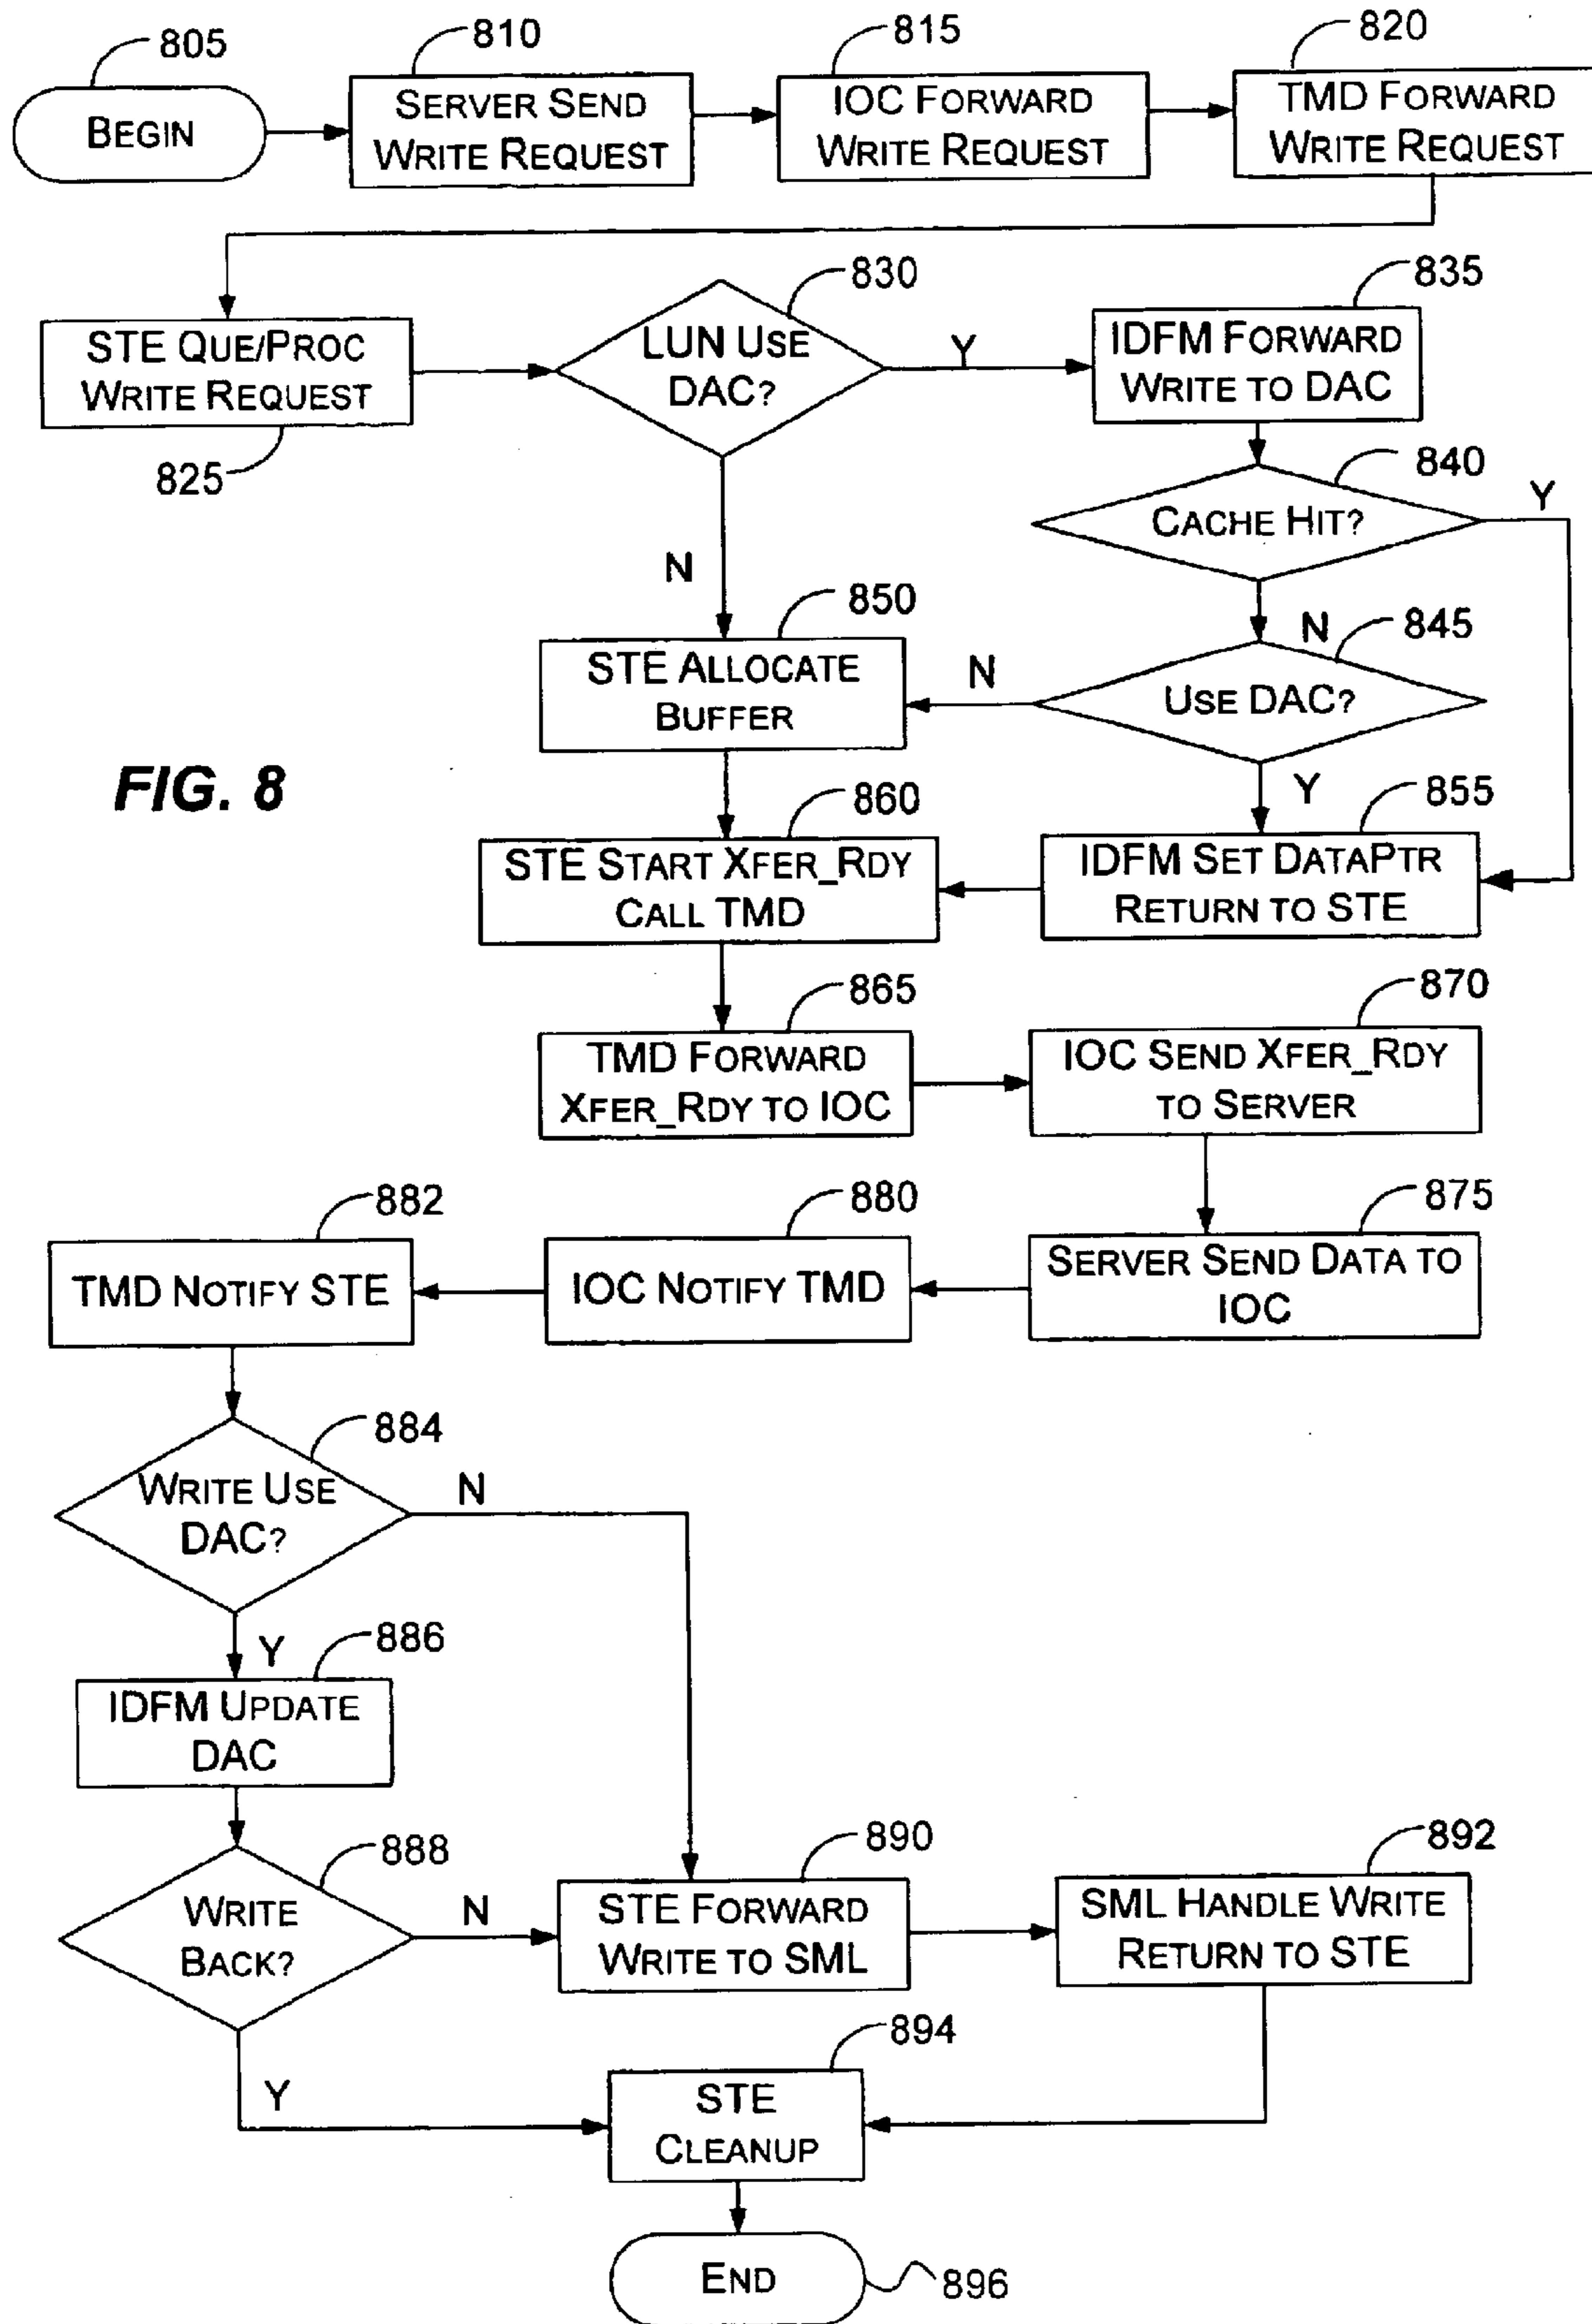 805
810
815
820
BEGIN
SERVER SEND
WRITE REQUEST
IOC FORWARD
WRITE REQUEST
TMD FORWARD
WRITE REQUEST
830
835
STE QUE/PROC
WRITE REQUEST
825
LUN USE
DAC?
Y
IDFM FORWARD
WRITE TO DAC
840
CACHE HIT?
Y
N
N
850
845
STE ALLOCATE
BUFFER
N
USE DAC?
FIG. 8
Y
860
855
STE START XFER_RDY
CALL TMD
IDFM SET DATAPTR
RETURN TO STE
865
870
TMD FORWARD
XFER_RDY TO IOC
IOC SEND XFER_RDY
TO SERVER
882
880
875
TMD NOTIFY STE
IOC NOTIFY TMD
SERVER SEND DATA TO
IOC
884
WRITE USE
DAC?
N
Y
886
IDFM UPDATE
DAC
888
890
892
WRITE
BACK?
N
STE FORWARD
WRITE TO SML
SML HANDLE WRITE
RETURN TO STE
894
Y
STE
CLEANUP
END
896